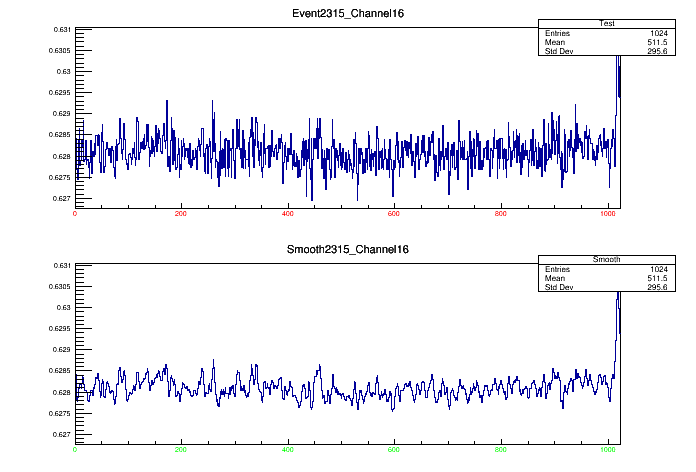 Event2315_Channel16
Test
Entries 1024
Mean 511.5
Std Dev 295.6
0.631
0.6305
0.63
0.6295
0.629
0.6285
0.628
0.6275
0.627
0 200 400 600 800 1000
Smooth2315_Channel16
Smooth
Entries 1024
Mean 511.5
Std Dev 295.6
0.631
0.6305
0.63
0.6295
0.629
0.6285
0.628
0.6275
0.627
0 200 400 600 800 1000